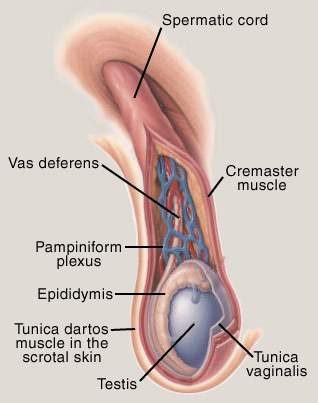 Spermatic cord
Vas deferens
Cremaster
muscle
Pampiniform
plexus
Epididymis
Tunica dartos
muscle in the
scrotal skin
Tunica
vaginalis
Testis